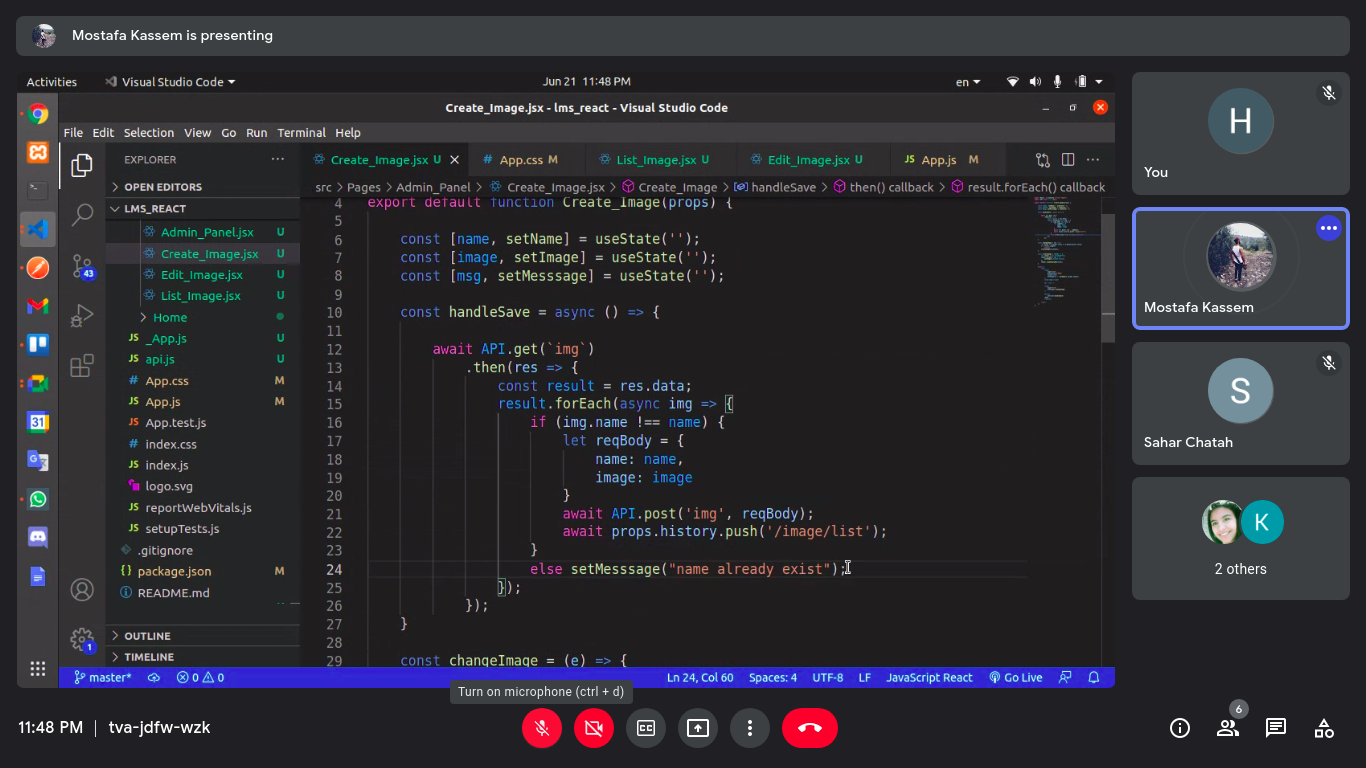 Mostafa Kassem is presenting
Activities Visual Studio Code Jun 21 11:48 PM en
Create_Image.jsx - lms_react - Visual Studio Code
File Edit Selection View Go Run Terminal Help
EXPLORER ···
Create_Image.jsx U App.css M List_Image.jsx U Edit_Image.jsx U App.js M ···
src > Pages > Admin_Panel > Create_Image.jsx > Create_Image > handleSave > then() callback > result.forEach() callback
OPEN EDITORS
LMS_REACT
Admin_Panel.jsx U
Create_Image.jsx U
Edit_Image.jsx U
List_Image.jsx U
Home
JS _App.js U
JS api.js U
# App.css M
JS App.js M
JS App.test.js
# index.css
JS index.js
logo.svg
JS reportWebVitals.js
JS setupTests.js
.gitignore
{} package.json M
README.md
OUTLINE
TIMELINE
43
31
1
4 export default function Create_Image(props) {
5
6 const [name, setName] = useState('');
7 const [image, setImage] = useState('');
8 const [msg, setMesssage] = useState('');
9
10 const handleSave = async () => {
11
12 await API.get(`img`)
13 .then(res => {
14 const result = res.data;
15 result.forEach(async img => {
16 if (img.name !== name) {
17 let reqBody = {
18 name: name,
19 image: image
20 }
21 await API.post('img', reqBody);
22 await props.history.push('/image/list');
23 }
24 else setMesssage("name already exist");
25 });
26 });
27 }
28
29 const changeImage = (e) => {
master* 0 0 Ln 24, Col 60 Spaces: 4 UTF-8 LF JavaScript React Go Live
H
You
Mostafa Kassem
S
Sahar Chatah
K
2 others
Turn on microphone (ctrl + d)
11:48 PM | tva-jdfw-wzk
6